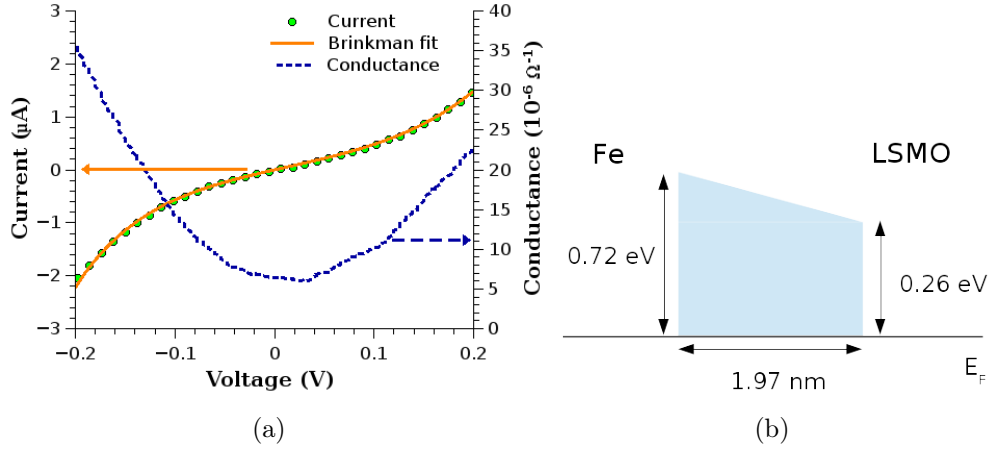 Current
Brinkman fit
Conductance
Current (μA)
3
2
1
0
−1
−2
−3
Conductance (10⁻⁶ Ω⁻¹)
40
35
30
25
20
15
10
5
0
−0.2
−0.1
0
0.1
0.2
Voltage (V)
(a)
Fe
LSMO
0.72 eV
0.26 eV
1.97 nm
E_F
(b)